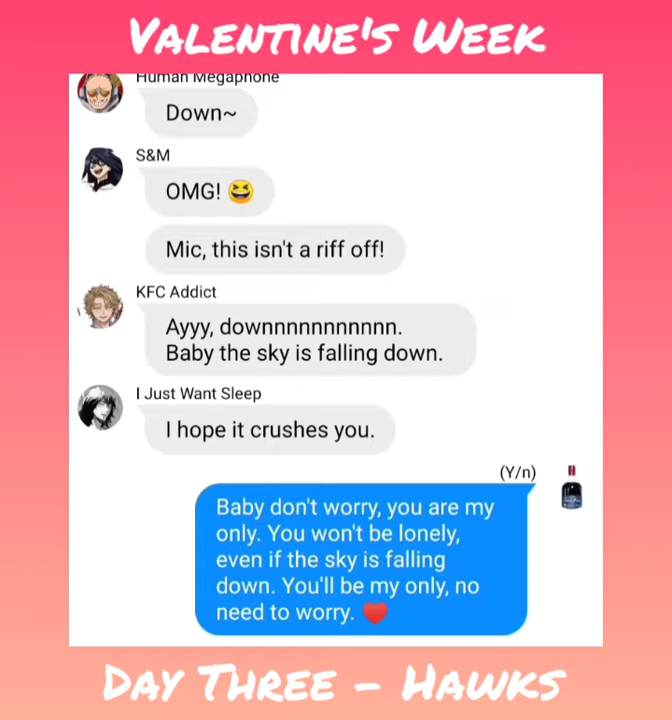 VALENTINE'S WEEK
Human Megaphone
Down~
S&M
OMG! 😆
Mic, this isn't a riff off!
KFC Addict
Ayyy, downnnnnnnnnnn.
Baby the sky is falling down.
I Just Want Sleep
I hope it crushes you.
(Y/n)
Baby don't worry, you are my
only. You won't be lonely,
even if the sky is falling
down. You'll be my only, no
need to worry. ♥️
DAY THREE - HAWKS